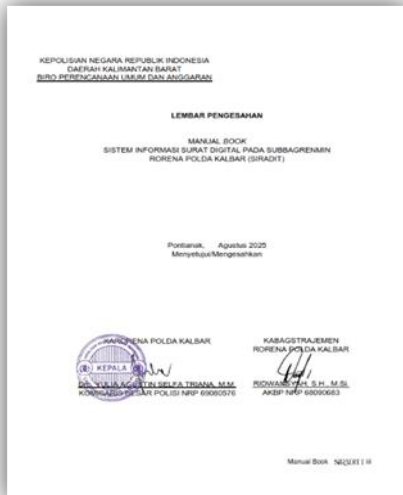 KEPOLISIAN NEGARA REPUBLIK INDONESIA
DAERAH KALIMANTAN BARAT
BIRO PERENCANAAN UMUM DAN ANGGARAN
LEMBAR PENGESAHAN
MANUAL BOOK
SISTEM INFORMASI SURAT DIGITAL PADA SUBBAGRENMIN
RORENA POLDA KALBAR (SIRADIT)
Pontianak, Agustus 2025
Menyetujui/Mengesahkan
KARORENA POLDA KALBAR
KEPALA
YULIA AGUSTIN SELFA TRIANA, M.M.
KOMISARIS BESAR POLISI NRP 69080576
KABAGSTRAJEMEN
RORENA POLDA KALBAR
RIDWANSYAH, S.H., M.Si.
AKBP NRP 68090683
Manual Book